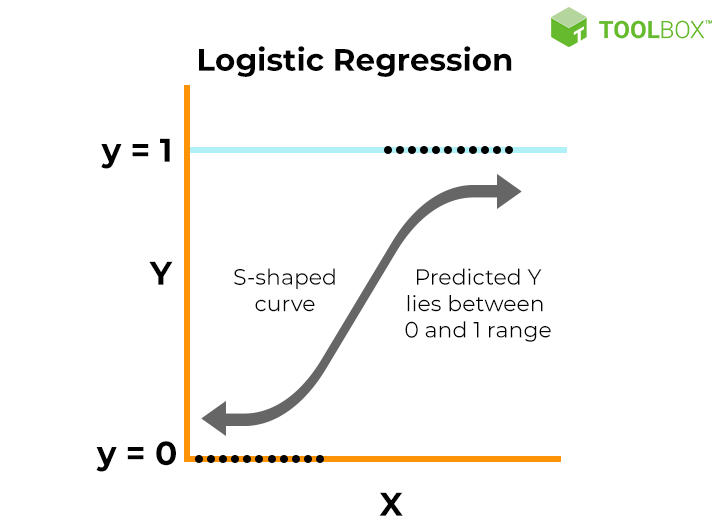 TOOLBOX™
Logistic Regression
y = 1
Y
S-shaped
curve
Predicted Y
lies between
0 and 1 range
y = 0
X